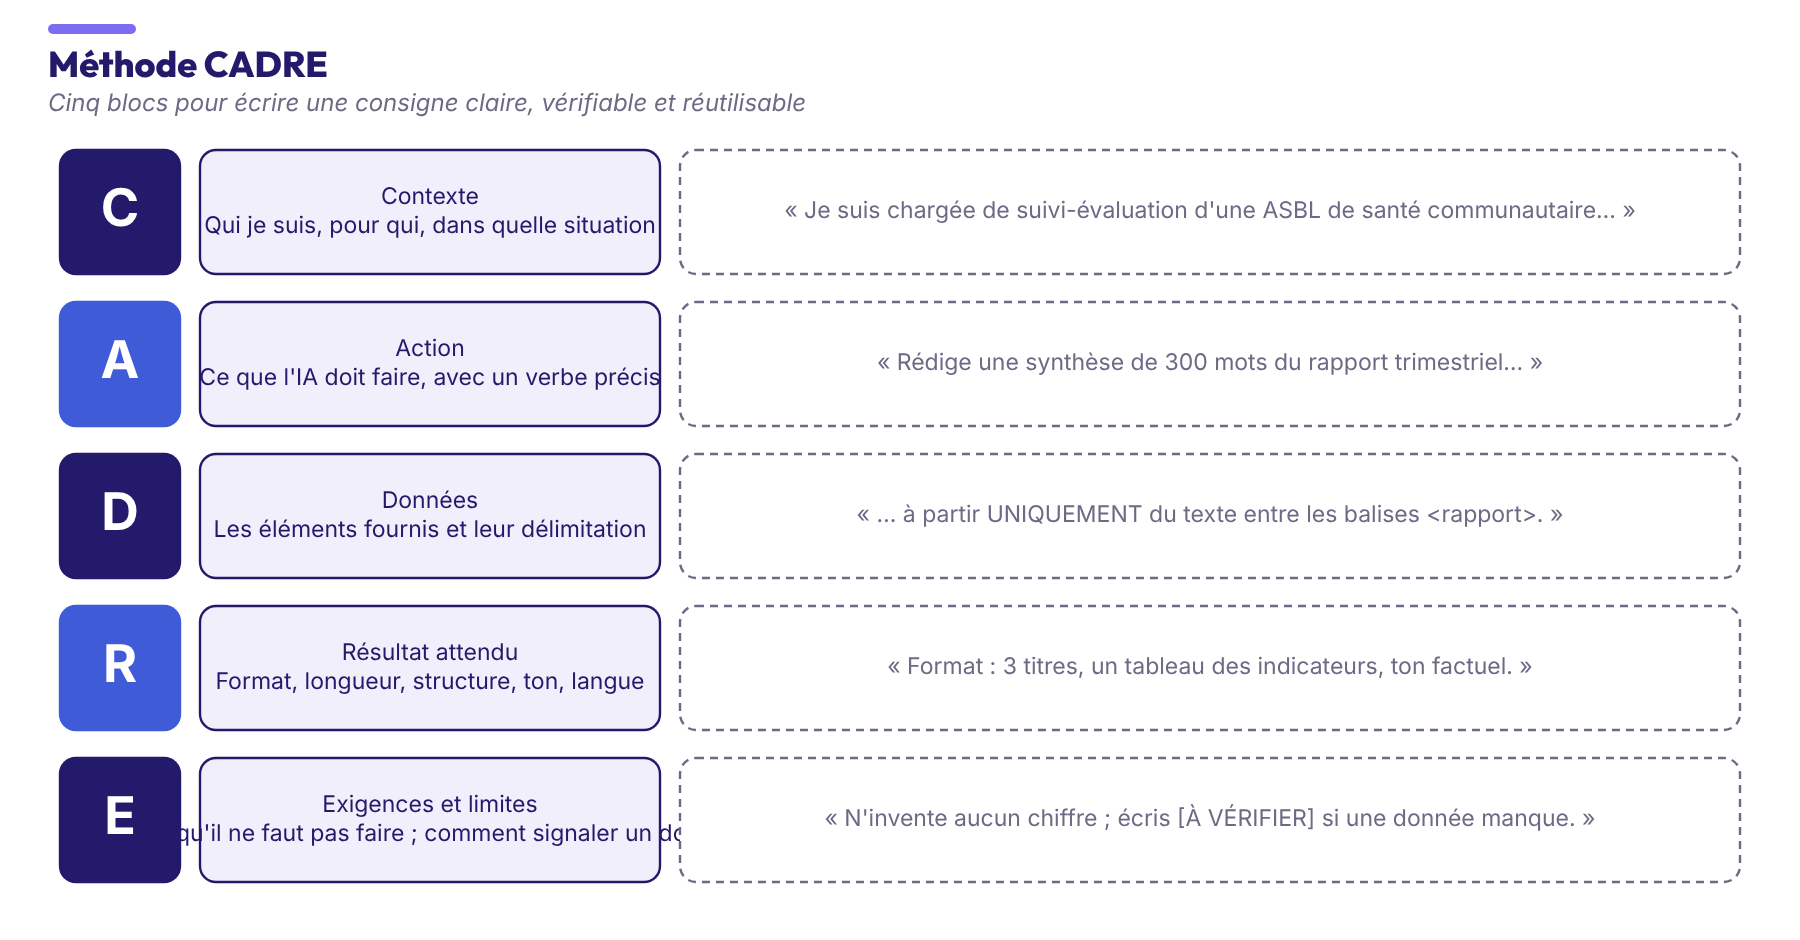 Méthode CADRE
Cinq blocs pour écrire une consigne claire, vérifiable et réutilisable
C
Contexte
Qui je suis, pour qui, dans quelle situation
« Je suis chargée de suivi-évaluation d'une ASBL de santé communautaire... »
A
Action
Ce que l'IA doit faire, avec un verbe précis
« Rédige une synthèse de 300 mots du rapport trimestriel... »
D
Données
Les éléments fournis et leur délimitation
« ... à partir UNIQUEMENT du texte entre les balises <rapport>. »
R
Résultat attendu
Format, longueur, structure, ton, langue
« Format : 3 titres, un tableau des indicateurs, ton factuel. »
E
Exigences et limites
qu'il ne faut pas faire ; comment signaler un
« N'invente aucun chiffre ; écris [À VÉRIFIER] si une donnée manque. »